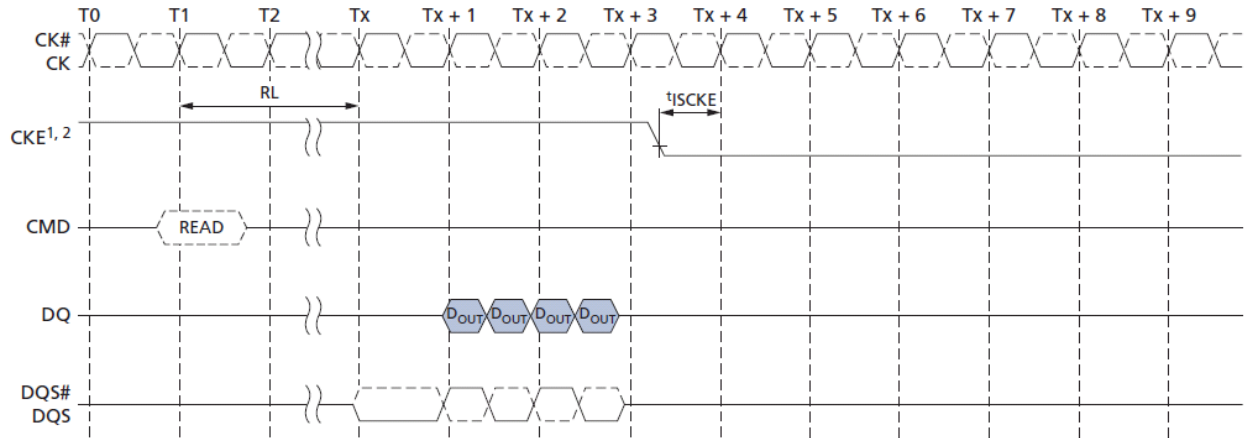 T0 T1 T2 Tx Tx + 1 Tx + 2 Tx + 3 Tx + 4 Tx + 5 Tx + 6 Tx + 7 Tx + 8 Tx + 9
CK#
CK
RL
tISCKE
CKE1, 2
CMD READ
DQ DOUT DOUT DOUT DOUT
DQS#
DQS